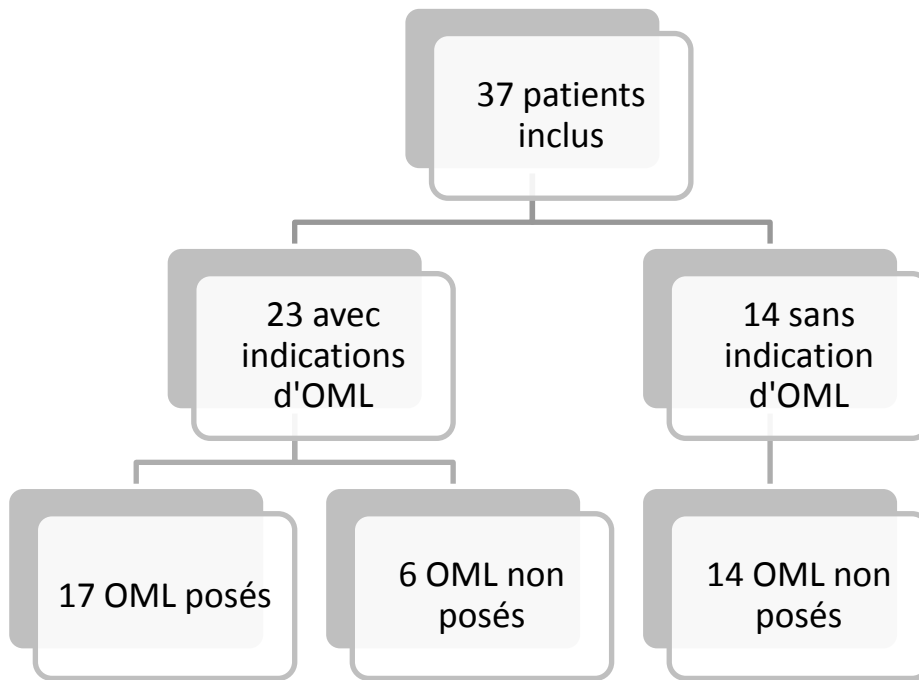 37 patients
inclus
23 avec
indications
d'OML
14 sans
indication
d'OML
17 OML posés
6 OML non
posés
14 OML non
posés